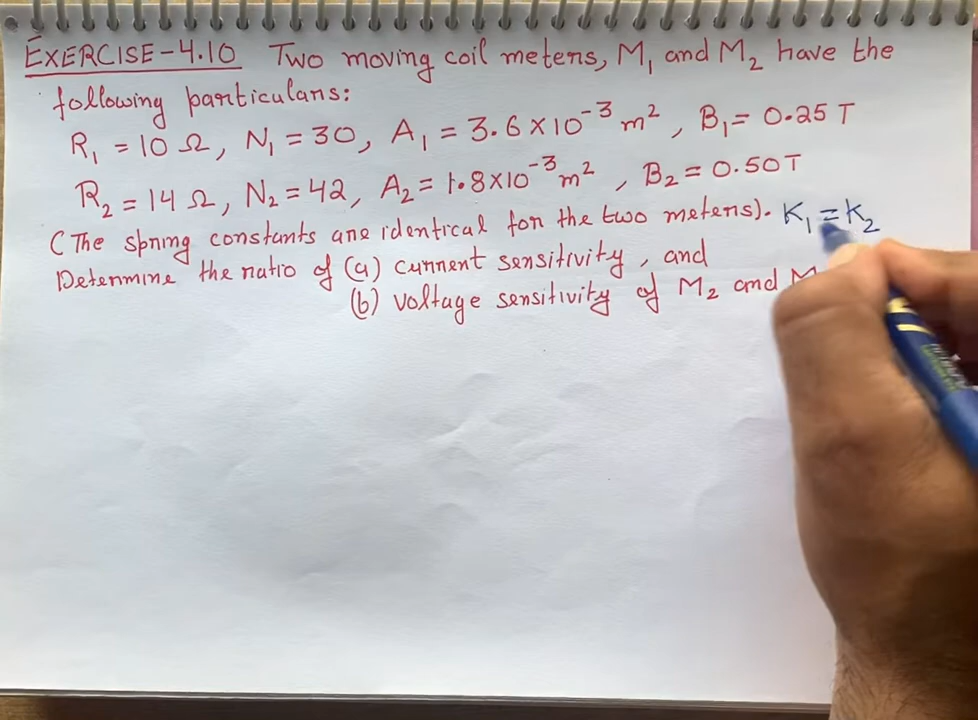 EXERCISE-4.10 Two moving coil meters, M₁ and M₂ have the
following particulars:
R₁ = 10 Ω, N₁ = 30, A₁ = 3.6 × 10⁻³ m², B₁ = 0.25 T
R₂ = 14 Ω, N₂ = 42, A₂ = 1.8×10⁻³ m², B₂ = 0.50T
(The spring constants are identical for the two meters). K₁ = K₂
Determine the ratio of (a) current sensitivity, and
(b) voltage sensitivity of M₂ and